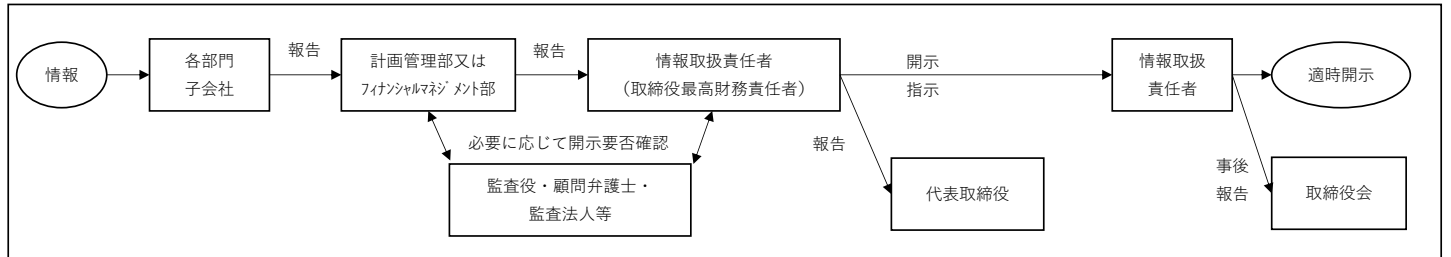 情報
各部門
子会社
報告
計画管理部又は
ﾌｨﾅﾝｼｬﾙﾏﾈｼﾞﾒﾝﾄ部
報告
情報取扱責任者
（取締役最高財務責任者）
開示
指示
情報取扱
責任者
適時開示
必要に応じて開示要否確認
報告
監査役・顧問弁護士・
監査法人等
代表取締役
事後
報告
取締役会